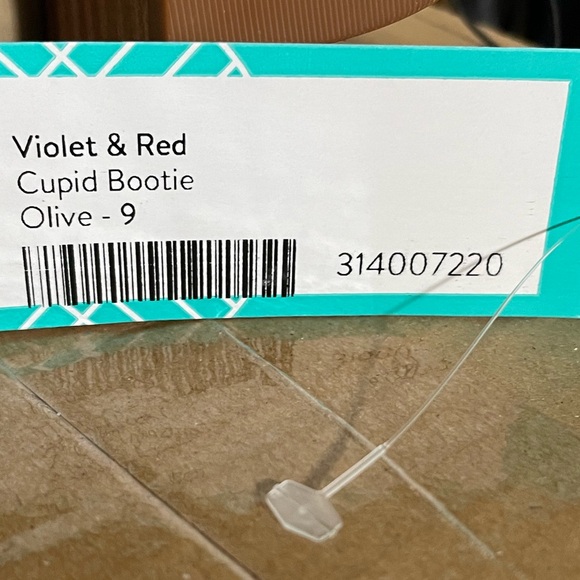 Violet & Red
Cupid Bootie
Olive - 9
314007220